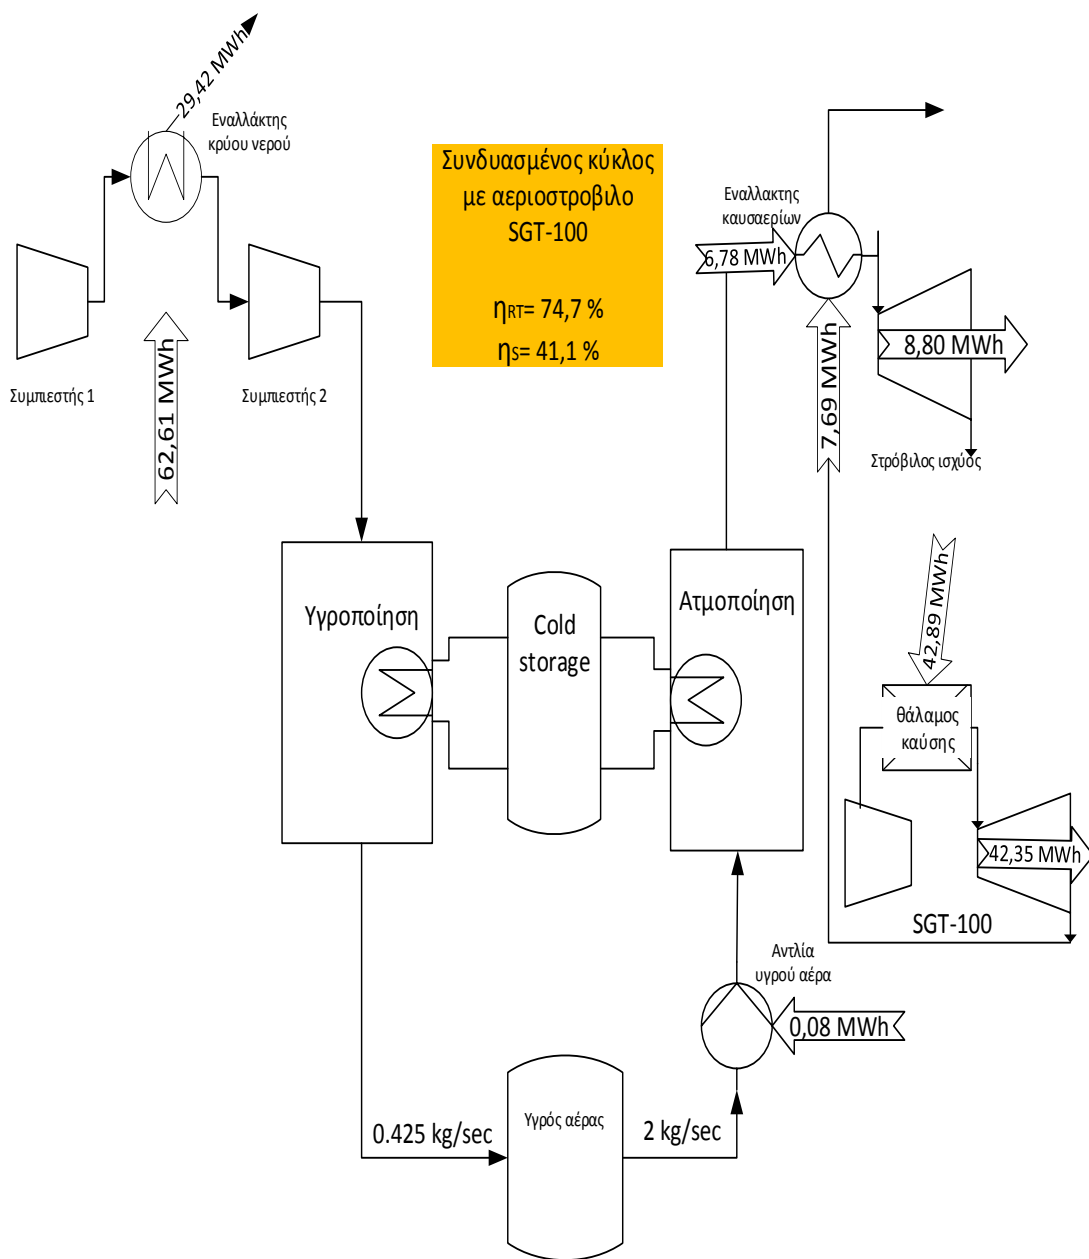 29,42 MWh
Εναλλάκτης
κρύου νερού
Συμπιεστής 1
62,61 MWh
Συμπιεστής 2
Συνδυασμένος κύκλος
με αεριοστροβιλο
SGT-100
ηRT= 74,7 %
ηs= 41,1 %
Εναλλακτης
καυσαερίων
6,78 MWh
7,69 MWh
8,80 MWh
Στρόβιλος ισχύος
Υγροποίηση
Cold
storage
Ατμοποίηση
42,89 MWh
θάλαμος
καύσης
42,35 MWh
SGT-100
Αντλία
υγρού αέρα
0,08 MWh
0.425 kg/sec
Υγρός αέρας
2 kg/sec